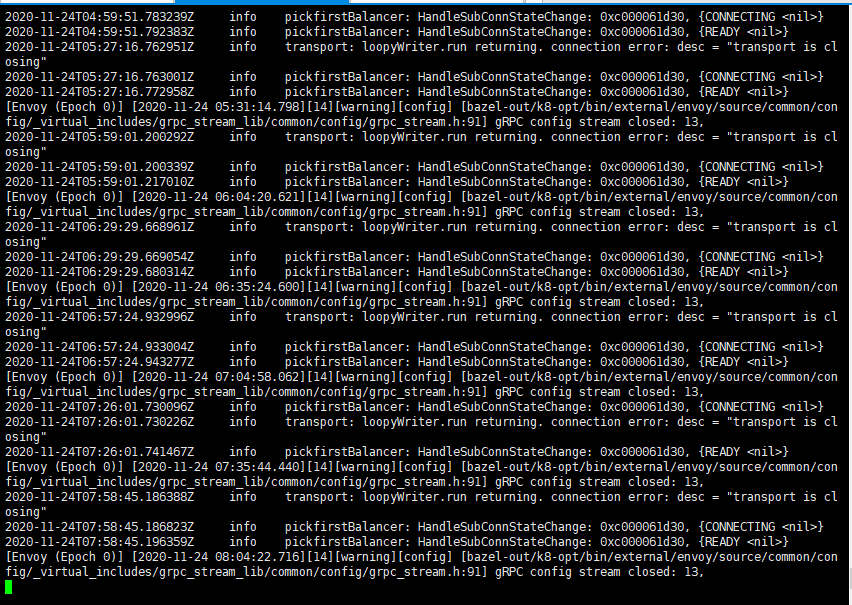 2020-11-24T04:59:51.783239Z     info    pickfirstBalancer: HandleSubConnStateChange: 0xc000061d30, {CONNECTING <nil>}
2020-11-24T04:59:51.792383Z     info    pickfirstBalancer: HandleSubConnStateChange: 0xc000061d30, {READY <nil>}
2020-11-24T05:27:16.762951Z     info    transport: loopyWriter.run returning. connection error: desc = "transport is cl
osing"
2020-11-24T05:27:16.763001Z     info    pickfirstBalancer: HandleSubConnStateChange: 0xc000061d30, {CONNECTING <nil>}
2020-11-24T05:27:16.772958Z     info    pickfirstBalancer: HandleSubConnStateChange: 0xc000061d30, {READY <nil>}
[Envoy (Epoch 0)] [2020-11-24 05:31:14.798][14][warning][config] [bazel-out/k8-opt/bin/external/envoy/source/common/con
fig/_virtual_includes/grpc_stream_lib/common/config/grpc_stream.h:91] gRPC config stream closed: 13,
2020-11-24T05:59:01.200292Z     info    transport: loopyWriter.run returning. connection error: desc = "transport is cl
osing"
2020-11-24T05:59:01.200339Z     info    pickfirstBalancer: HandleSubConnStateChange: 0xc000061d30, {CONNECTING <nil>}
2020-11-24T05:59:01.217010Z     info    pickfirstBalancer: HandleSubConnStateChange: 0xc000061d30, {READY <nil>}
[Envoy (Epoch 0)] [2020-11-24 06:04:20.621][14][warning][config] [bazel-out/k8-opt/bin/external/envoy/source/common/con
fig/_virtual_includes/grpc_stream_lib/common/config/grpc_stream.h:91] gRPC config stream closed: 13,
2020-11-24T06:29:29.668961Z     info    transport: loopyWriter.run returning. connection error: desc = "transport is cl
osing"
2020-11-24T06:29:29.669054Z     info    pickfirstBalancer: HandleSubConnStateChange: 0xc000061d30, {CONNECTING <nil>}
2020-11-24T06:29:29.680314Z     info    pickfirstBalancer: HandleSubConnStateChange: 0xc000061d30, {READY <nil>}
[Envoy (Epoch 0)] [2020-11-24 06:35:24.600][14][warning][config] [bazel-out/k8-opt/bin/external/envoy/source/common/con
fig/_virtual_includes/grpc_stream_lib/common/config/grpc_stream.h:91] gRPC config stream closed: 13,
2020-11-24T06:57:24.932996Z     info    transport: loopyWriter.run returning. connection error: desc = "transport is cl
osing"
2020-11-24T06:57:24.933004Z     info    pickfirstBalancer: HandleSubConnStateChange: 0xc000061d30, {CONNECTING <nil>}
2020-11-24T06:57:24.943277Z     info    pickfirstBalancer: HandleSubConnStateChange: 0xc000061d30, {READY <nil>}
[Envoy (Epoch 0)] [2020-11-24 07:04:58.062][14][warning][config] [bazel-out/k8-opt/bin/external/envoy/source/common/con
fig/_virtual_includes/grpc_stream_lib/common/config/grpc_stream.h:91] gRPC config stream closed: 13,
2020-11-24T07:26:01.730096Z     info    pickfirstBalancer: HandleSubConnStateChange: 0xc000061d30, {CONNECTING <nil>}
2020-11-24T07:26:01.730226Z     info    transport: loopyWriter.run returning. connection error: desc = "transport is cl
osing"
2020-11-24T07:26:01.741467Z     info    pickfirstBalancer: HandleSubConnStateChange: 0xc000061d30, {READY <nil>}
[Envoy (Epoch 0)] [2020-11-24 07:35:44.440][14][warning][config] [bazel-out/k8-opt/bin/external/envoy/source/common/con
fig/_virtual_includes/grpc_stream_lib/common/config/grpc_stream.h:91] gRPC config stream closed: 13,
2020-11-24T07:58:45.186388Z     info    transport: loopyWriter.run returning. connection error: desc = "transport is cl
osing"
2020-11-24T07:58:45.186823Z     info    pickfirstBalancer: HandleSubConnStateChange: 0xc000061d30, {CONNECTING <nil>}
2020-11-24T07:58:45.196359Z     info    pickfirstBalancer: HandleSubConnStateChange: 0xc000061d30, {READY <nil>}
[Envoy (Epoch 0)] [2020-11-24 08:04:22.716][14][warning][config] [bazel-out/k8-opt/bin/external/envoy/source/common/con
fig/_virtual_includes/grpc_stream_lib/common/config/grpc_stream.h:91] gRPC config stream closed: 13,